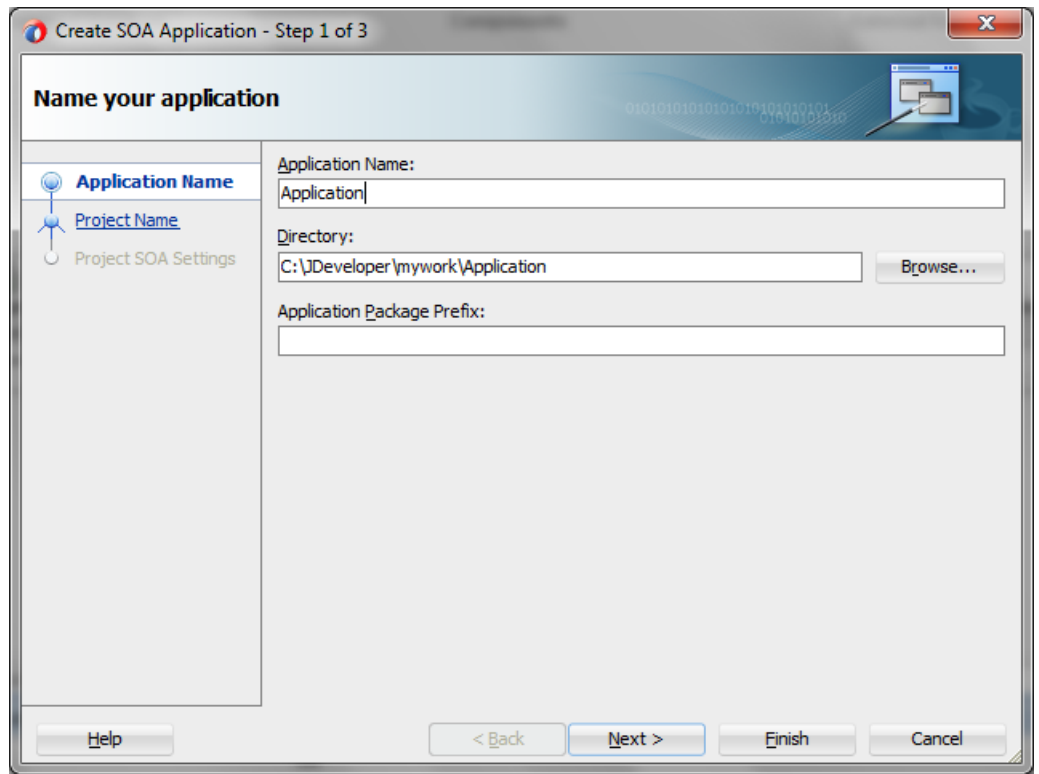 Create SOA Application - Step 1 of 3
Name your application
Application Name
Project Name
Project SOA Settings
Application Name:
Application
Directory:
C:\JDeveloper\mywork\Application
Browse...
Application Package Prefix:
Help
< Back
Next >
Finish
Cancel